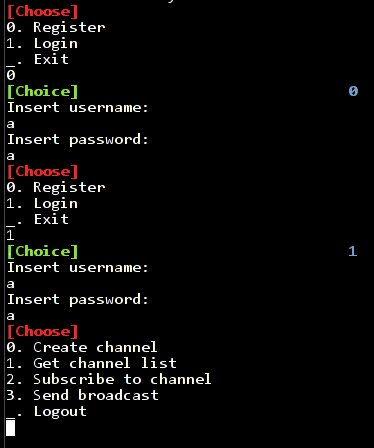 [Choose]
0. Register
1. Login
_. Exit
0
[Choice] 0
Insert username:
a
Insert password:
a
[Choose]
0. Register
1. Login
_. Exit
1
[Choice] 1
Insert username:
a
Insert password:
a
[Choose]
0. Create channel
1. Get channel list
2. Subscribe to channel
3. Send broadcast
_. Logout